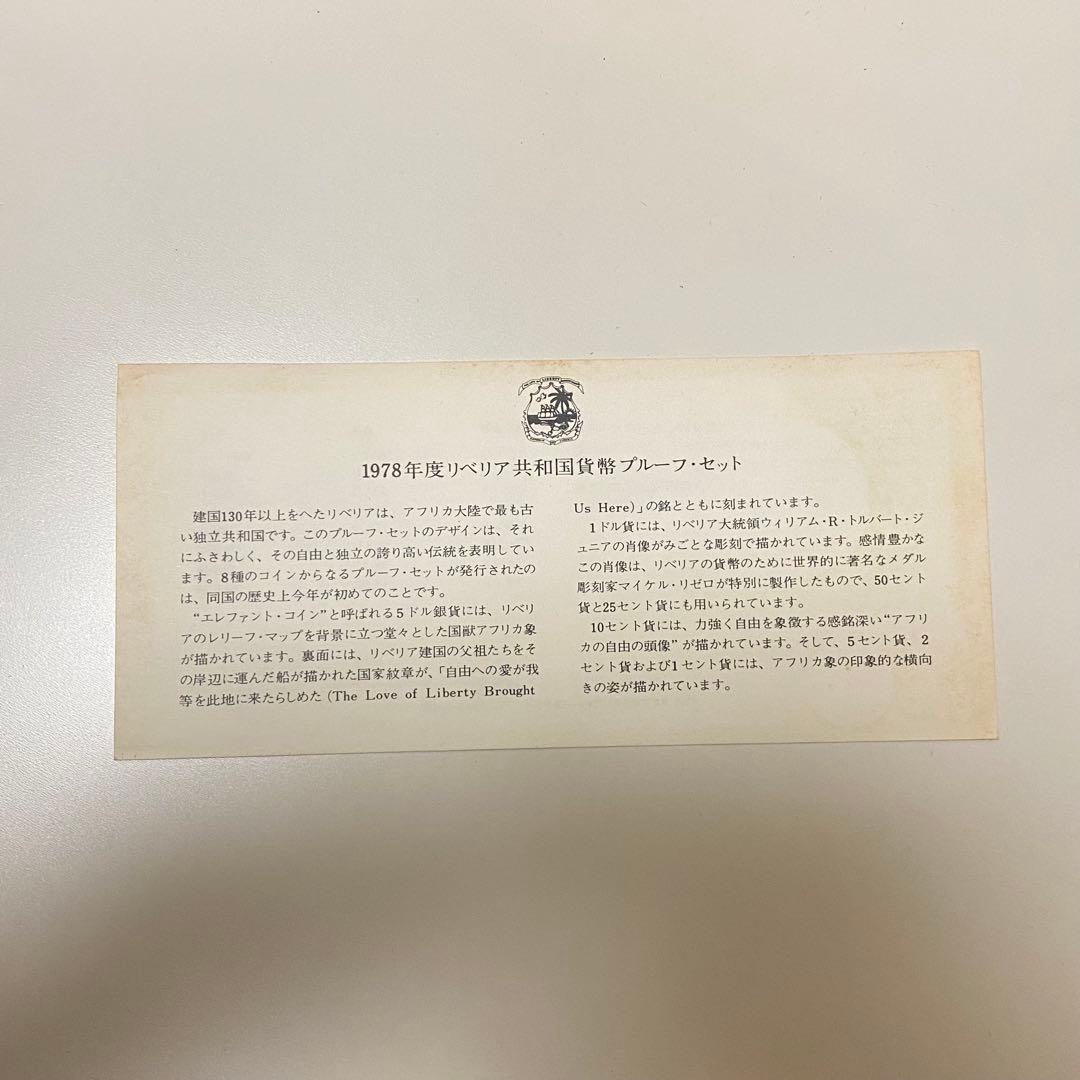 1978年度リベリア共和国貨幣プルーフ・セット
建国130年以上をへたリベリアは、アフリカ大陸で最も古
い独立共和国です。このプルーフ・セットのデザインは、それ
にふさわしく、その自由と独立の誇り高い伝統を表明してい
ます。8種のコインからなるプルーフ・セットが発行されたの
は、同国の歴史上今年が初めてのことです。
“エレファント・コイン”と呼ばれる5ドル銀貨には、リベリ
アのレリーフ・マップを背景に立つ堂々とした国獣アフリカ象
が描かれています。裏面には、リベリア建国の父祖たちをそ
の岸辺に運んだ船が描かれた国家紋章が、「自由への愛が我
等を此地に来たらしめた (The Love of Liberty Brought
Us Here)」の銘とともに刻まれています。
1ドル貨には、リベリア大統領ウィリアム・R・トルバート・ジ
ュニアの肖像がみごとな彫刻で描かれています。感情豊かな
この肖像は、リベリアの貨幣のために世界的に著名なメダル
彫刻家マイケル・リゼロが特別に製作したもので、50セント
貨と25セント貨にも用いられています。
10セント貨には、力強く自由を象徴する感銘深い“アフリ
カの自由の頭像”が描かれています。そして、5セント貨、2
セント貨および1セント貨には、アフリカ象の印象的な横向
きの姿が描かれています。